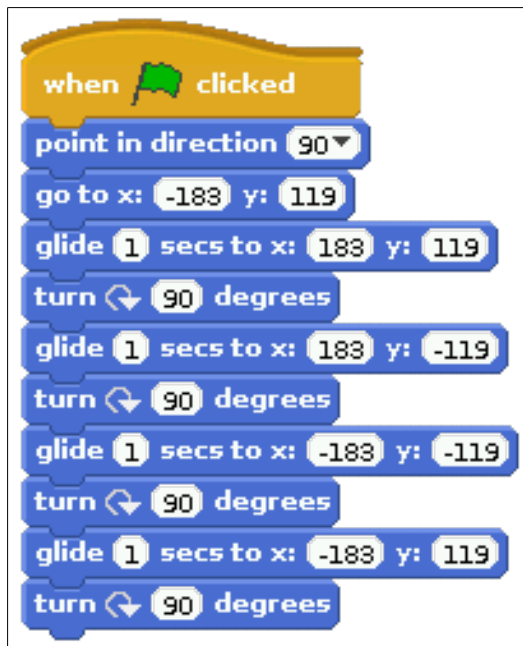 when clicked
point in direction 90
go to x: -183 y: 119
glide 1 secs to x: 183 y: 119
turn 90 degrees
glide 1 secs to x: 183 y: -119
turn 90 degrees
glide 1 secs to x: -183 y: -119
turn 90 degrees
glide 1 secs to x: -183 y: 119
turn 90 degrees